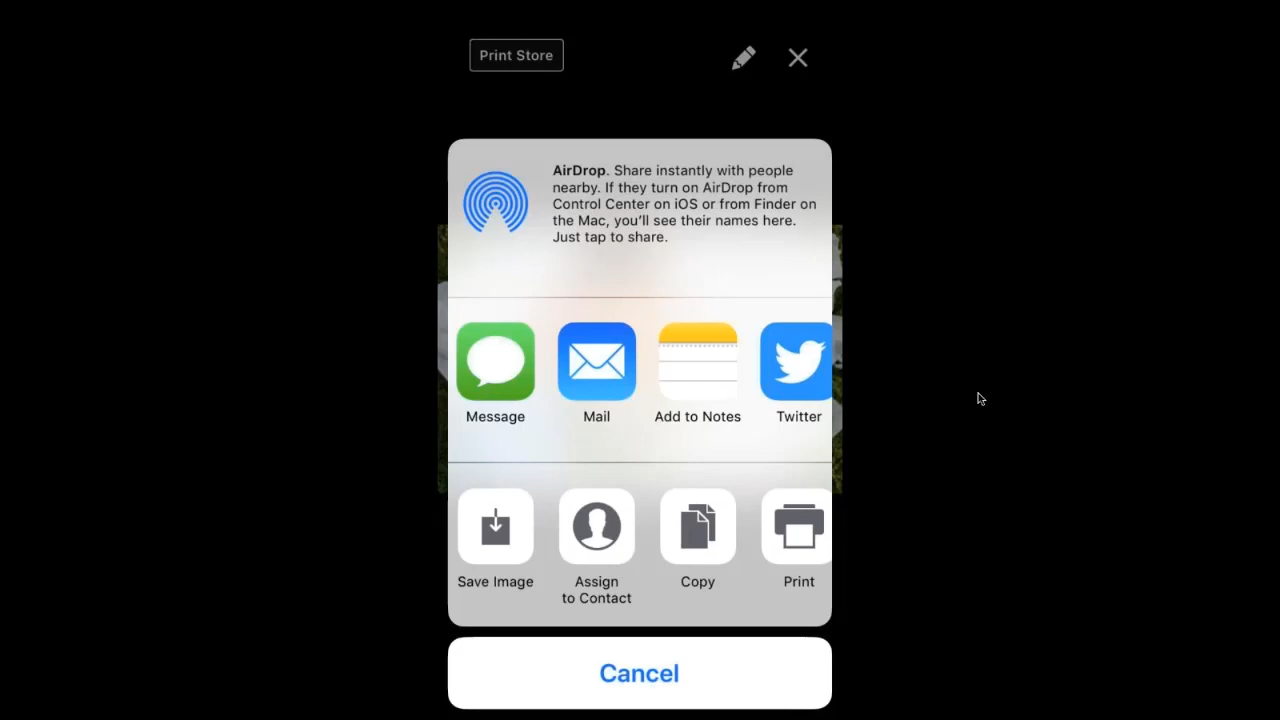 Print Store
AirDrop. Share instantly with people
nearby. If they turn on AirDrop from
Control Center on iOS or from Finder on
the Mac, you’ll see their names here.
Just tap to share.
Message Mail Add to Notes Twitter
Save Image Assign Copy Print
to Contact
Cancel